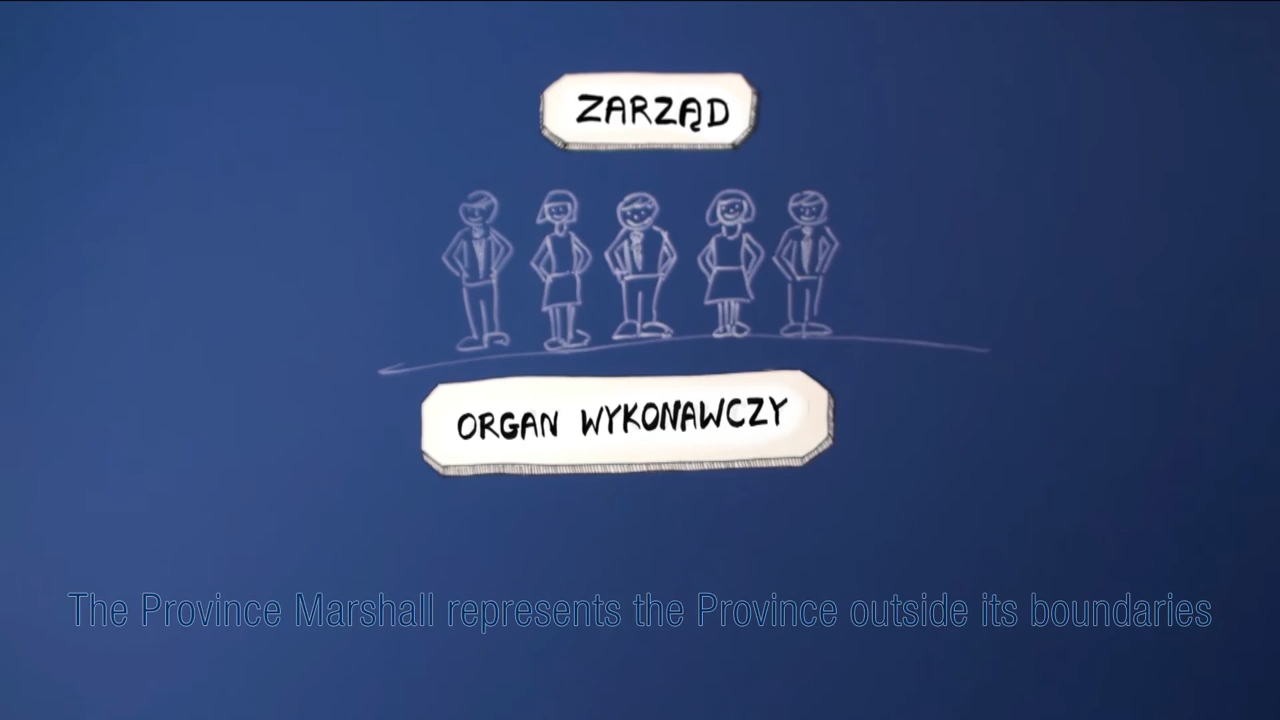 ZARZĄD
ORGAN WYKONAWCZY
The Province Marshall represents the Province outside its boundaries